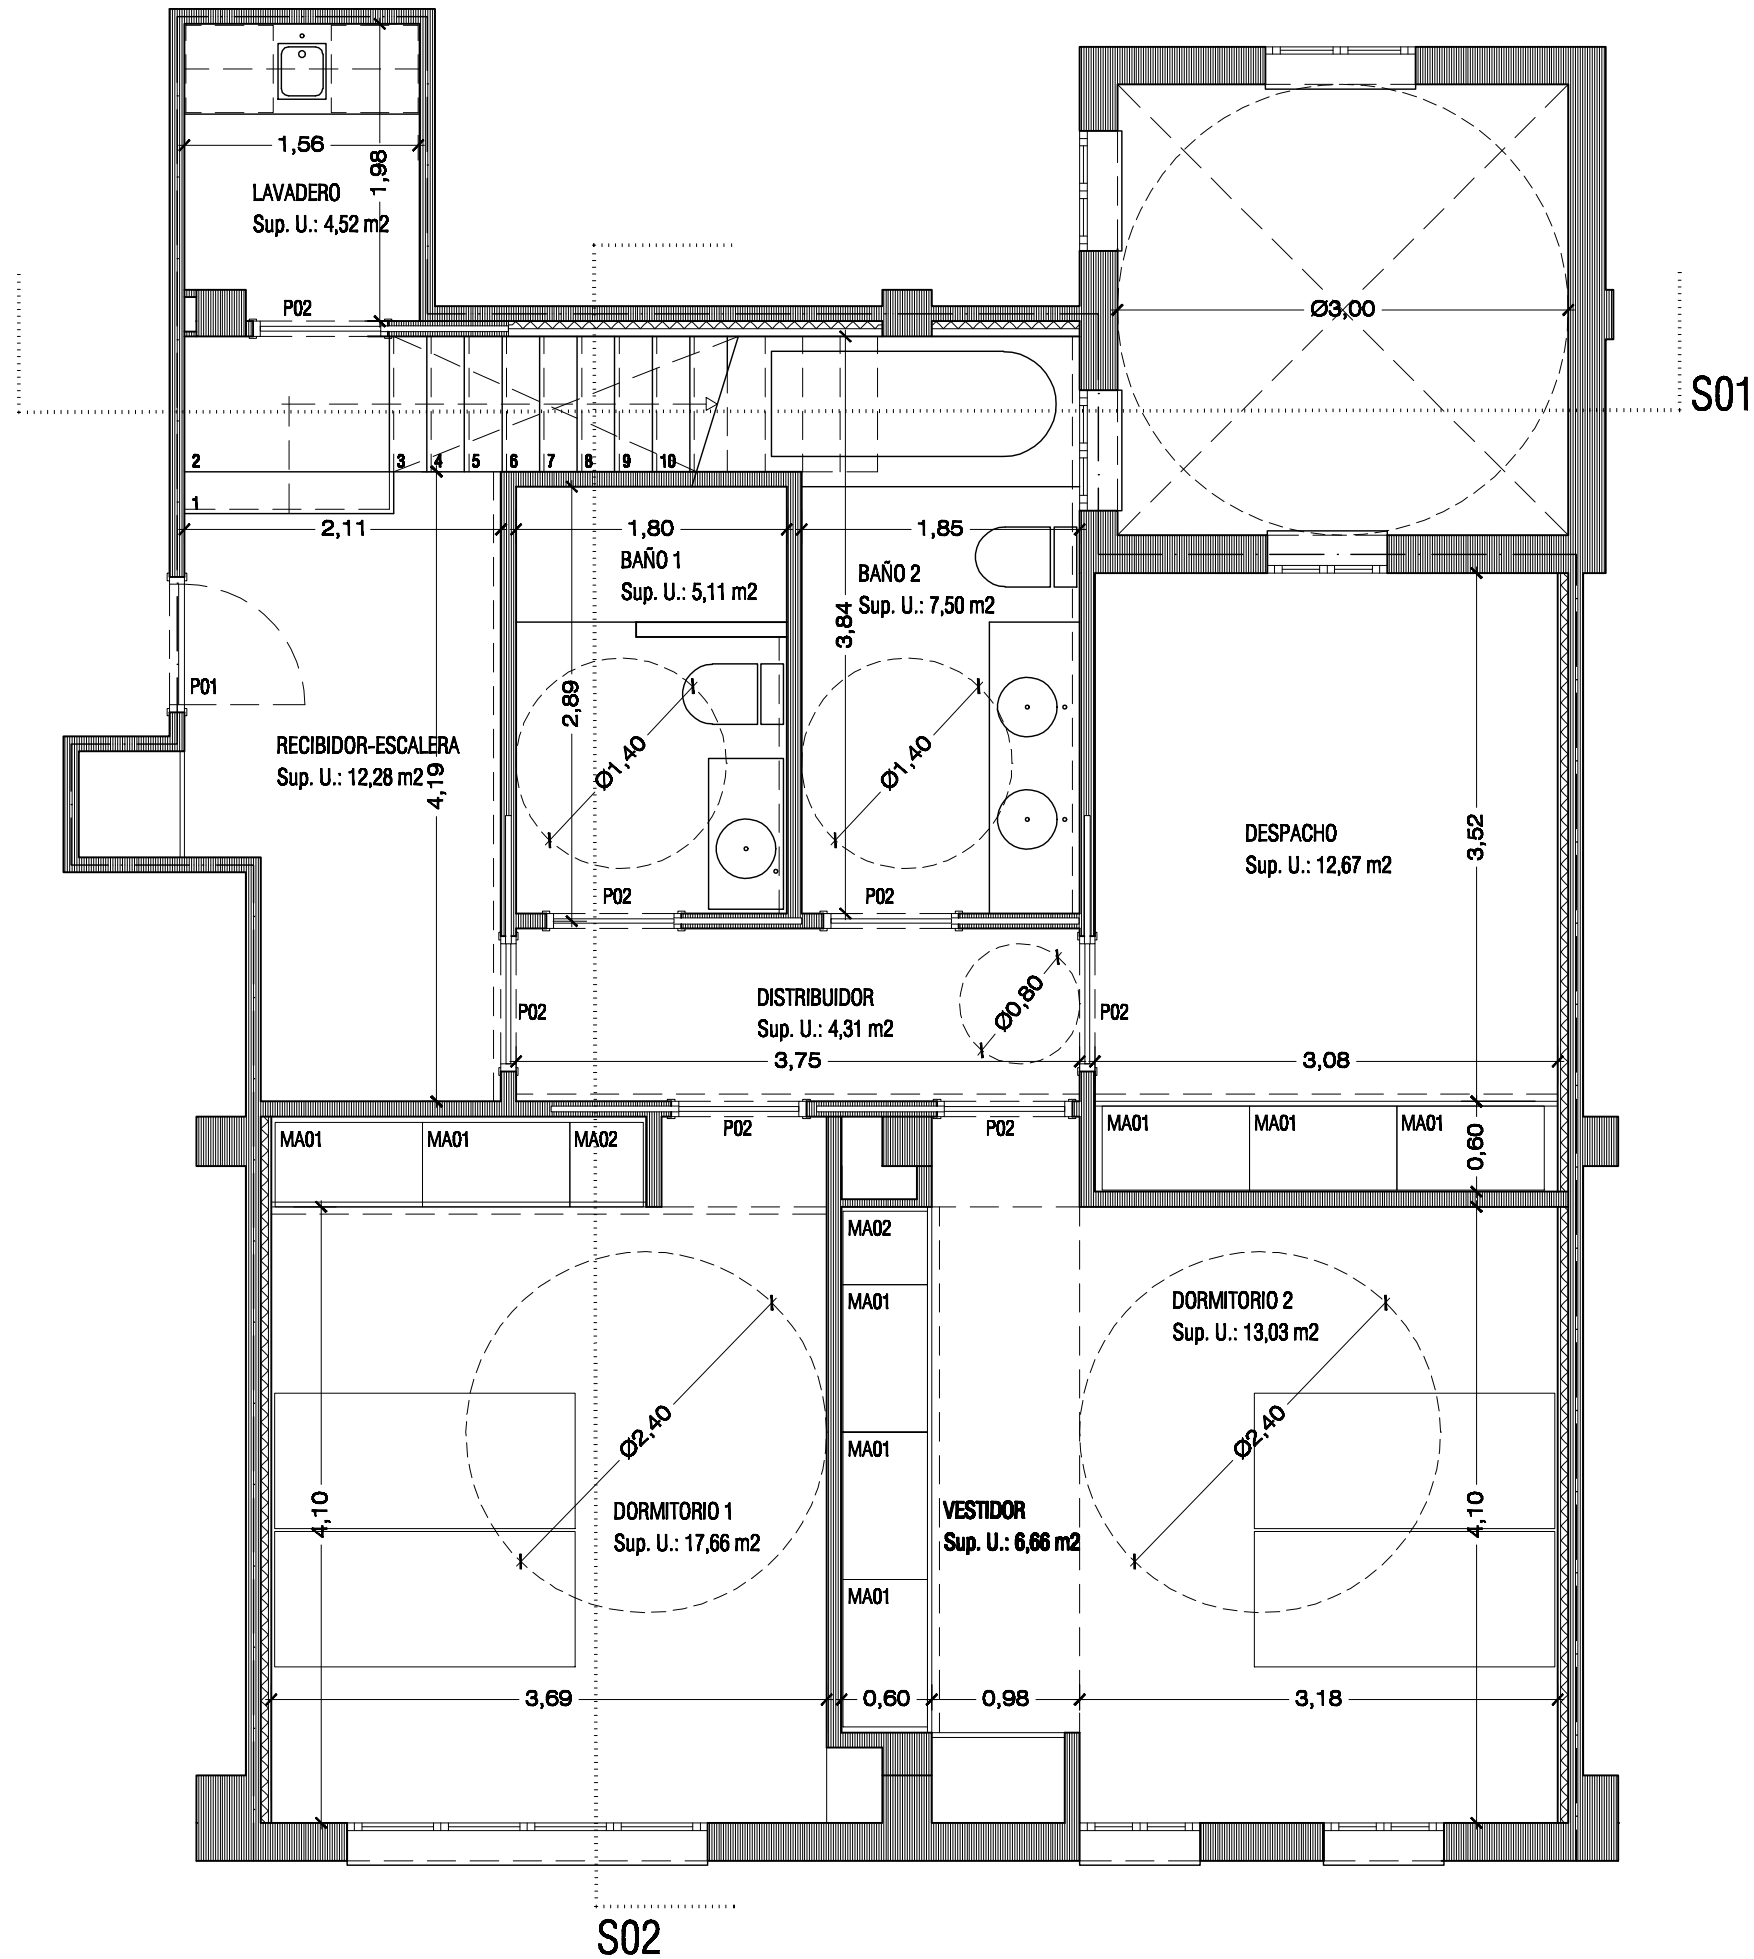 1,56
1,98
LAVADERO
Sup. U.: 4,52 m2
P02
Ø3,00
S01
2
3
4
5
6
7
8
9
10
1
2,11
1,80
1,85
BAÑO 1
Sup. U.: 5,11 m2
BAÑO 2
Sup. U.: 7,50 m2
3,84
P01
2,89
Ø1,40
Ø1,40
RECIBIDOR-ESCALERA
Sup. U.: 12,28 m2
4,19
DESPACHO
Sup. U.: 12,67 m2
3,52
P02
P02
DISTRIBUIDOR
Sup. U.: 4,31 m2
Ø0,80
P02
P02
3,75
3,08
P02
P02
MA01
MA01
MA02
MA01
MA01
MA01
0,60
MA02
MA01
DORMITORIO 2
Sup. U.: 13,03 m2
Ø2,40
Ø2,40
MA01
4,10
DORMITORIO 1
Sup. U.: 17,66 m2
VESTIDOR
Sup. U.: 6,66 m2
4,10
MA01
3,69
0,60
0,98
3,18
S02